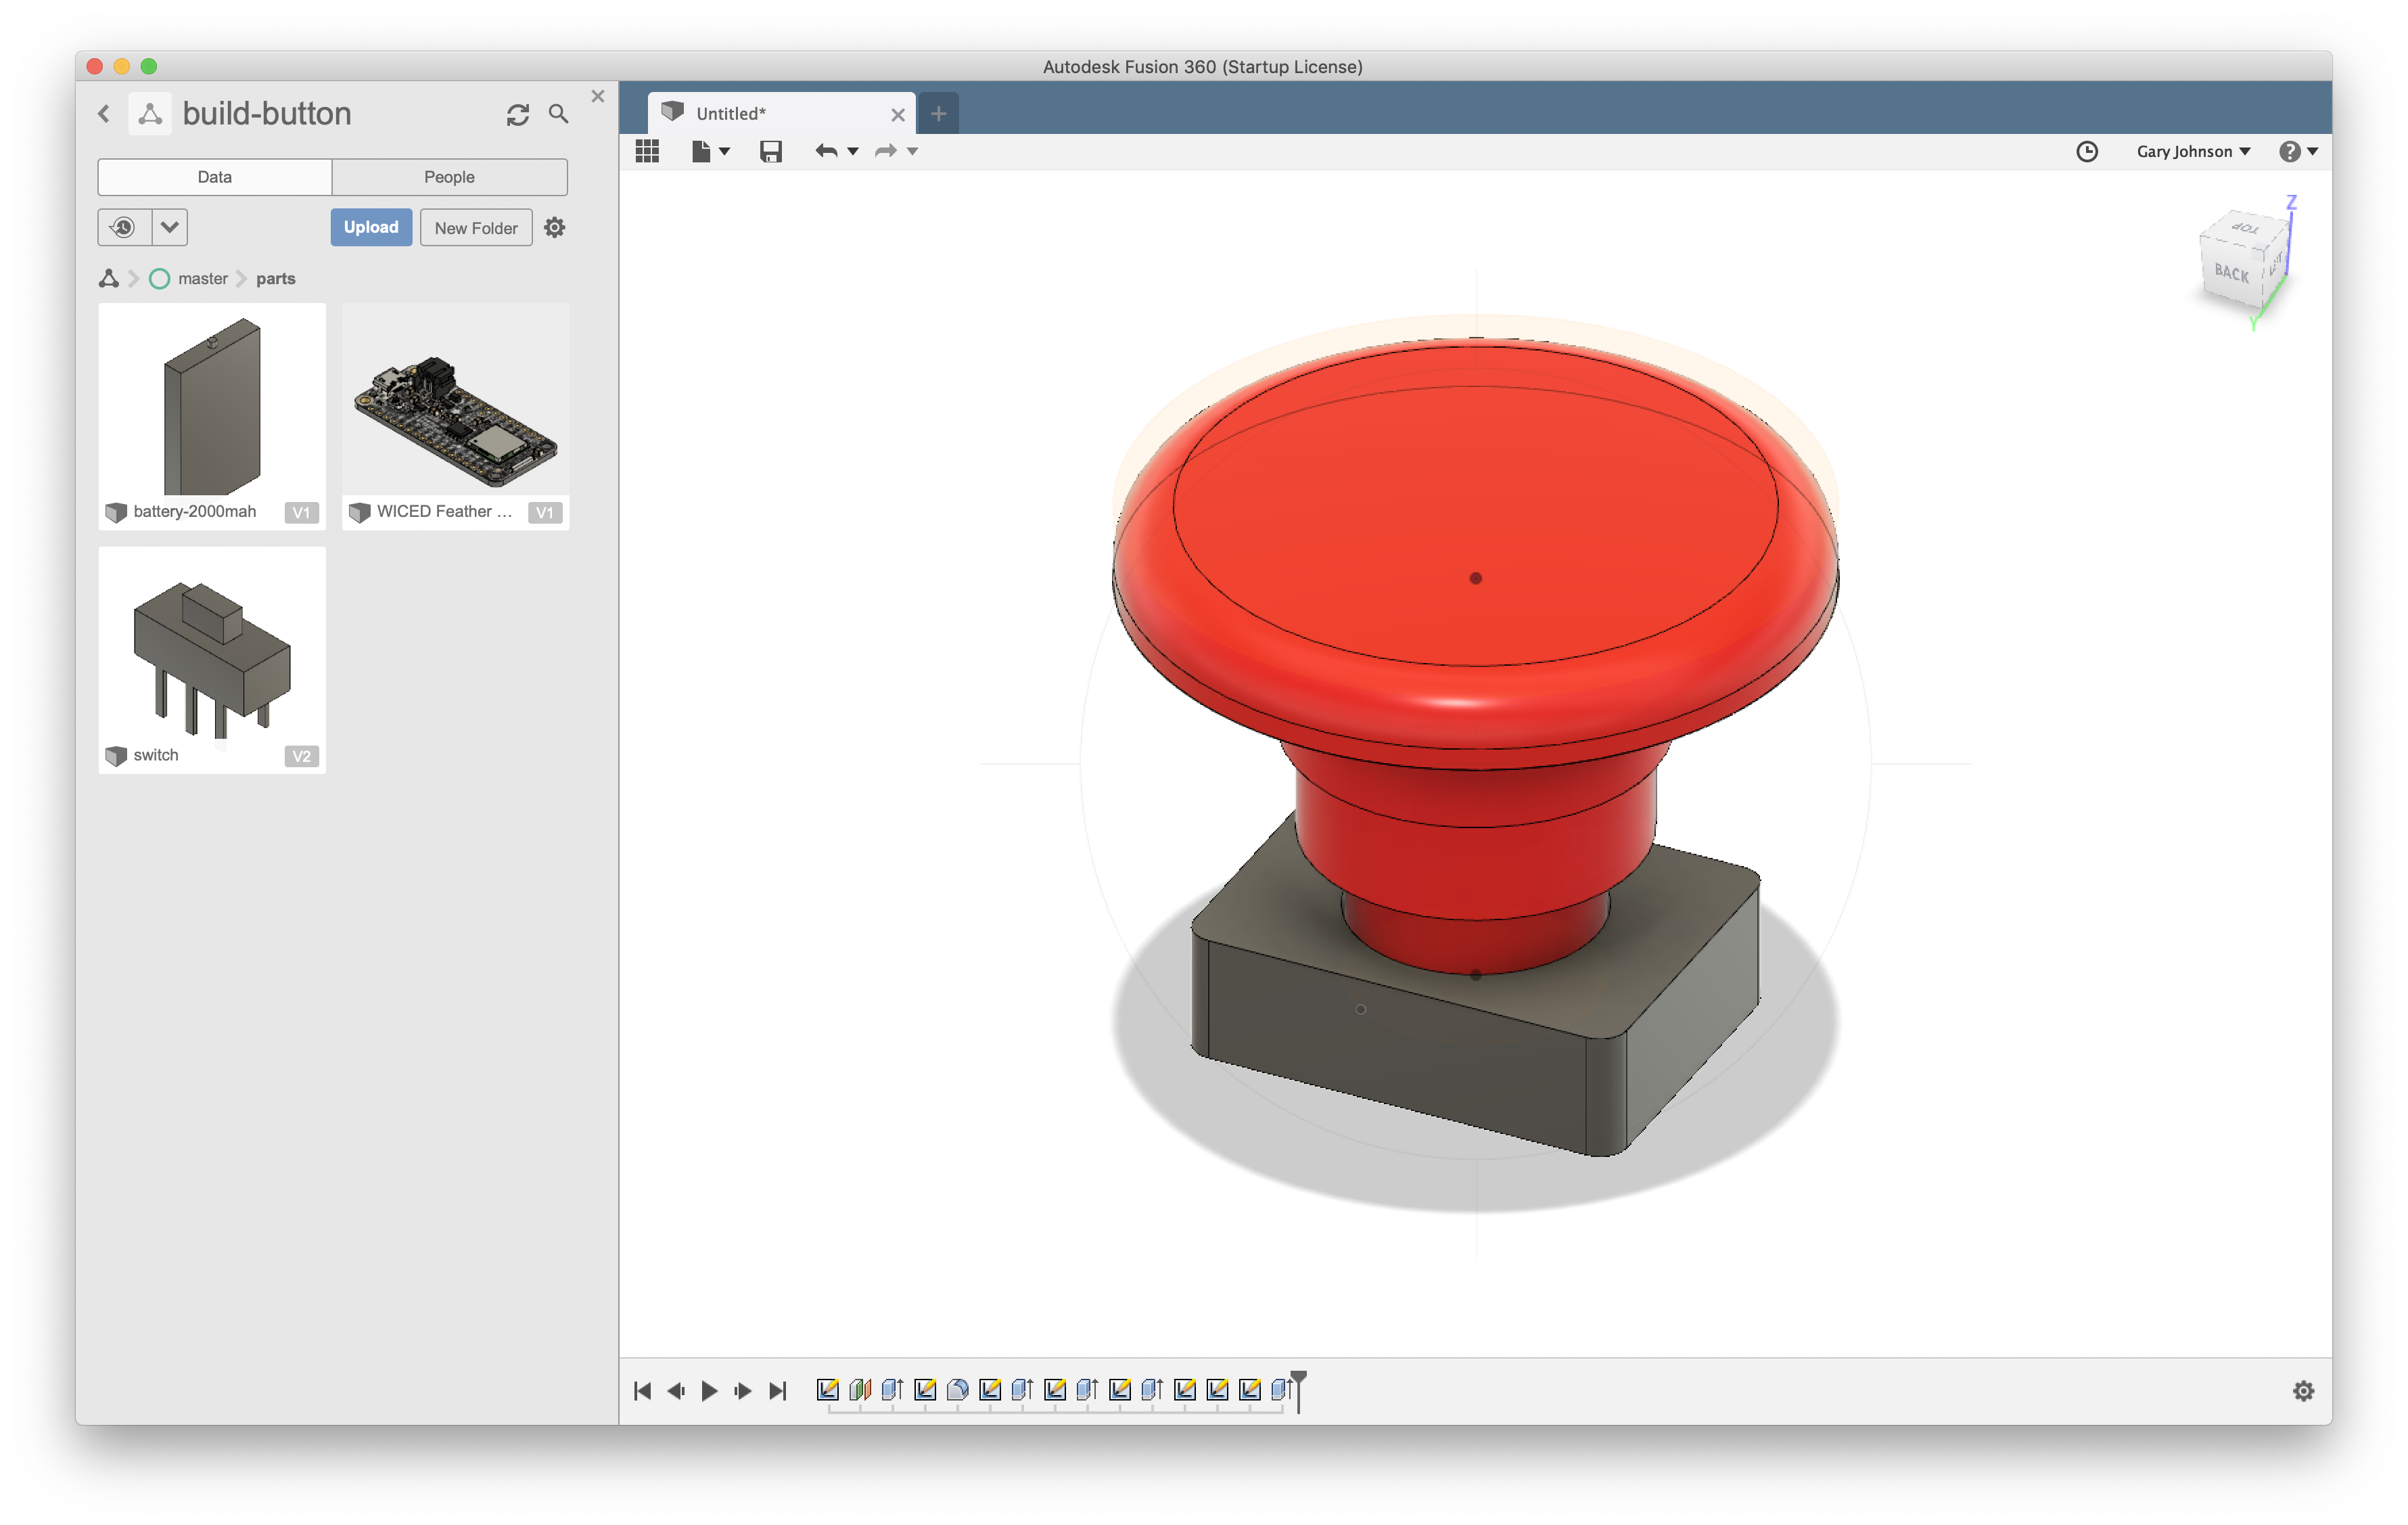 Autodesk Fusion 360 (Startup License)
build-button
Untitled*
Gary Johnson
Data
People
Upload
New Folder
master
parts
battery-2000mah
V1
WICED Feather ...
V1
switch
V2
TOP
BACK
Z
Y